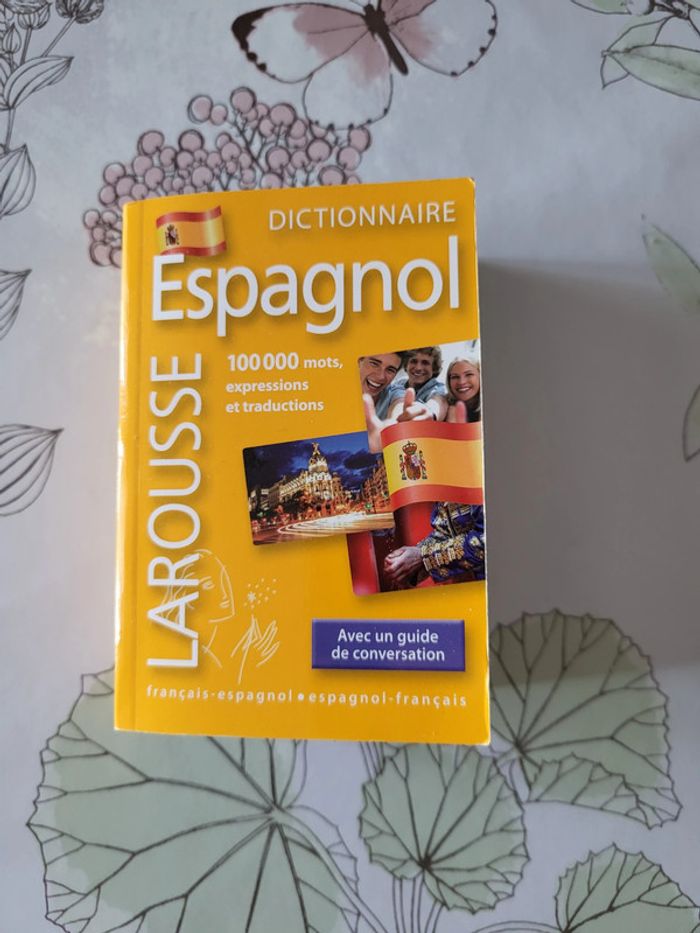 DICTIONNAIRE
Espagnol
LAROUSSE
100 000 mots,
expressions
et traductions
Avec un guide
de conversation
français-espagnol • espagnol-français